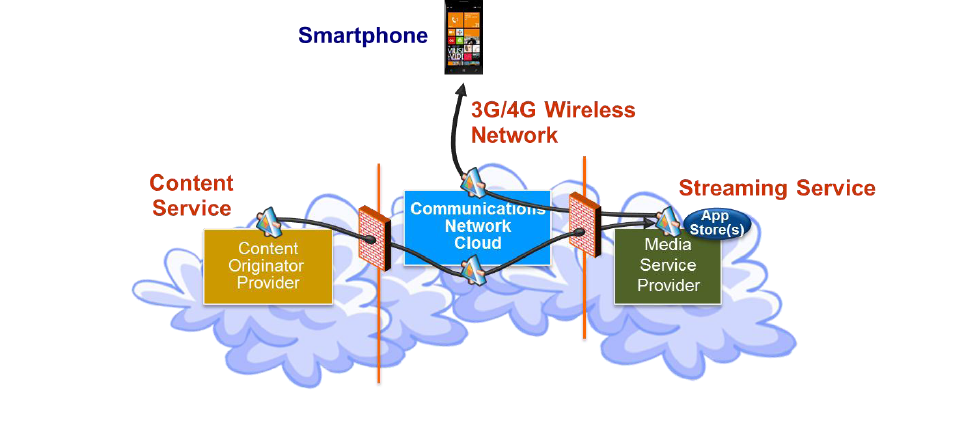 Smartphone
3G/4G Wireless
Network
Content
Service
Streaming Service
Communications
Network
Cloud
App
Store(s)
Content
Originator
Provider
Media
Service
Provider